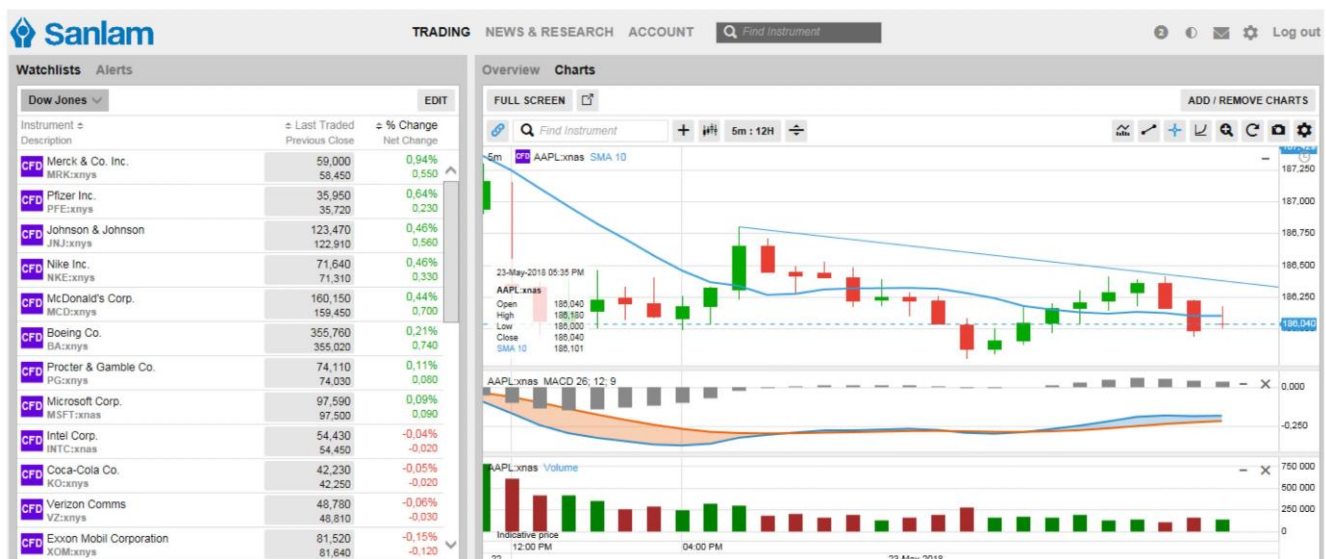 Sanlam
TRADING NEWS & RESEARCH ACCOUNT Find Instrument 2 Log out
Watchlists Alerts
Dow Jones EDIT
Instrument Last Traded % Change
Description Previous Close Net Change
CFD Merck & Co. Inc. 59,000 0,94%
MRK:xnys 58,450 0,550
CFD Pfizer Inc. 35,950 0,64%
PFE:xnys 35,720 0,230
CFD Johnson & Johnson 123,470 0,46%
JNJ:xnys 122,910 0,560
CFD Nike Inc. 71,640 0,46%
NKE:xnys 71,310 0,330
CFD McDonald's Corp. 160,150 0,44%
MCD:xnys 159,450 0,700
CFD Boeing Co. 355,760 0,21%
BA:xnys 355,020 0,740
CFD Procter & Gamble Co. 74,110 0,11%
PG:xnys 74,030 0,080
CFD Microsoft Corp. 97,590 0,09%
MSFT:xnas 97,500 0,090
CFD Intel Corp. 54,430 -0,04%
INTC:xnas 54,450 -0,020
CFD Coca-Cola Co. 42,230 -0,05%
KO:xnys 42,250 -0,020
CFD Verizon Comms 48,780 -0,06%
VZ:xnys 48,810 -0,030
CFD Exxon Mobil Corporation 81,520 -0,15%
XOM:xnys 81,640 -0,120
Overview Charts
FULL SCREEN ADD / REMOVE CHARTS
Find Instrument 5m : 12H
5m CFD AAPL:xnas SMA 10
187,250
187,000
186,750
186,500
186,250
186,040
23-May-2018 05:35 PM
AAPL:xnas
Open 186,040
High 186,180
Low 186,000
Close 186,040
SMA 10 186,101
AAPL:xnas MACD 26; 12; 9
0,000
-0,250
AAPL:xnas Volume
750 000
500 000
250 000
0
Indicative price
12:00 PM 04:00 PM
22 23 May 2018